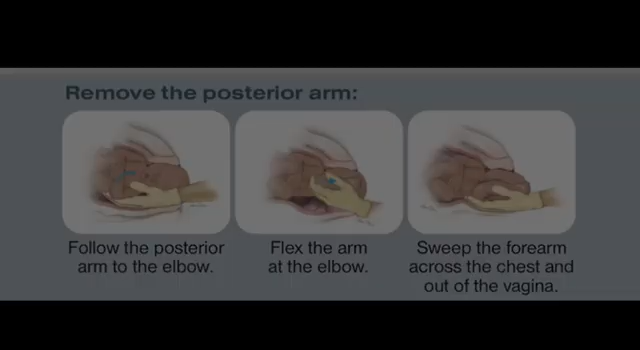 Remove the posterior arm:
Follow the posterior
arm to the elbow.
Flex the arm
at the elbow.
Sweep the forearm
across the chest and
out of the vagina.